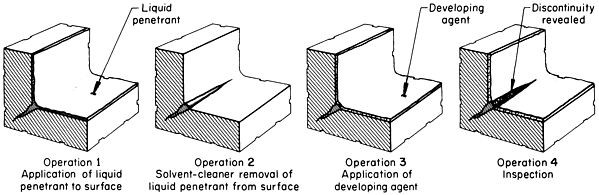 Liquid
penetrant
Developing
agent
Discontinuity
revealed
Operation 1
Application of liquid
penetrant to surface
Operation 2
Solvent-cleaner removal of
liquid penetrant from surface
Operation 3
Application of
developing agent
Operation 4
Inspection